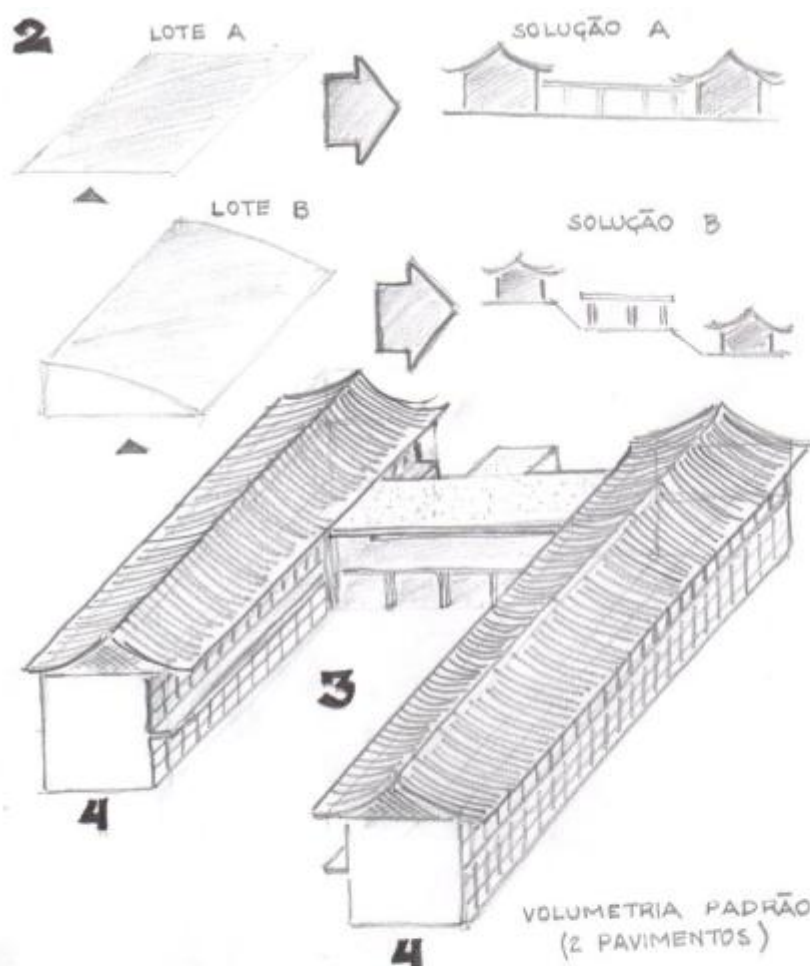 2
LOTE A
SOLUÇÃO A
LOTE B
SOLUÇÃO B
3
4
4
VOLUMETRIA PADRÃO
(2 PAVIMENTOS)